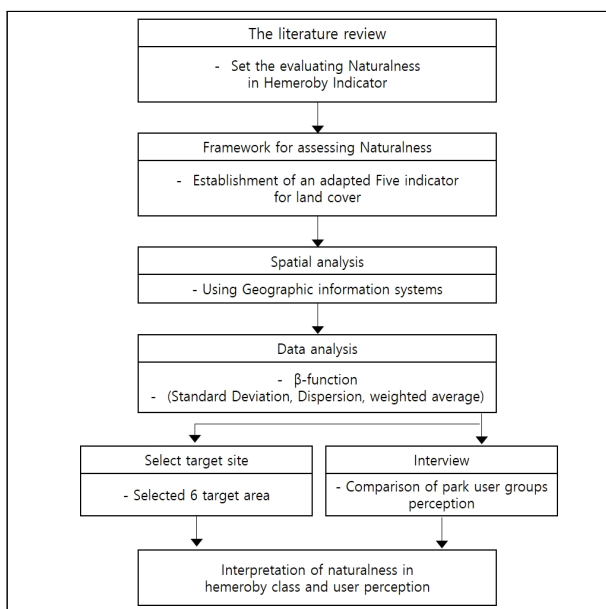 The literature review
- Set the evaluating Naturalness
in Hemeroby Indicator
Framework for assessing Naturalness
- Establishment of an adapted Five indicator
for land cover
Spatial analysis
- Using Geographic information systems
Data analysis
- β-function
- (Standard Deviation, Dispersion, weighted average)
Select target site
- Selected 6 target area
Interview
- Comparison of park user groups
perception
Interpretation of naturalness in
hemeroby class and user perception